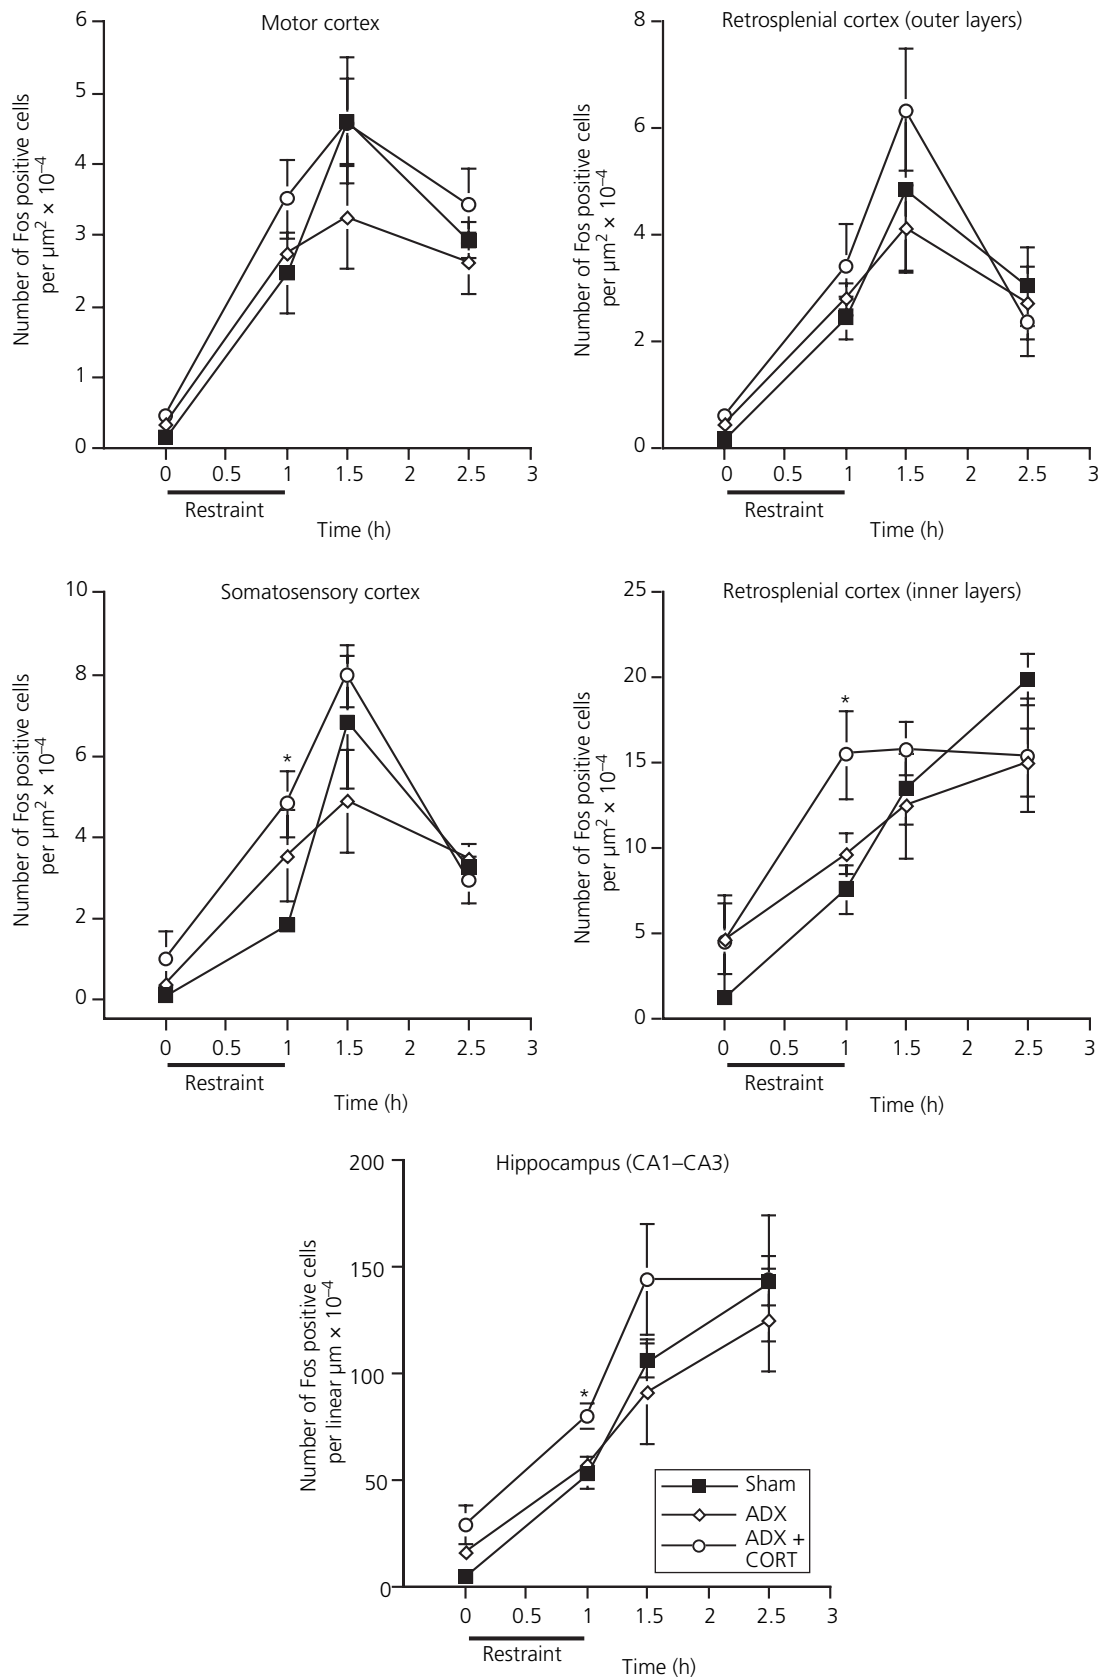 Motor cortex
Number of Fos positive cells
per µm² × 10⁻⁴
6
5
4
3
2
1
0
0 0.5 1 1.5 2 2.5 3
Restraint
Time (h)
Retrosplenial cortex (outer layers)
Number of Fos positive cells
per µm² × 10⁻⁴
8
6
4
2
0
0 0.5 1 1.5 2 2.5 3
Restraint
Time (h)
Somatosensory cortex
Number of Fos positive cells
per µm² × 10⁻⁴
10
8
6
4
2
0
*
0 0.5 1 1.5 2 2.5 3
Restraint
Time (h)
Retrosplenial cortex (inner layers)
Number of Fos positive cells
per µm² × 10⁻⁴
25
20
15
10
5
0
*
0 0.5 1 1.5 2 2.5 3
Restraint
Time (h)
Hippocampus (CA1–CA3)
Number of Fos positive cells
per linear µm × 10⁻⁴
200
150
100
50
0
*
Sham
ADX
ADX +
CORT
0 0.5 1 1.5 2 2.5 3
Restraint
Time (h)